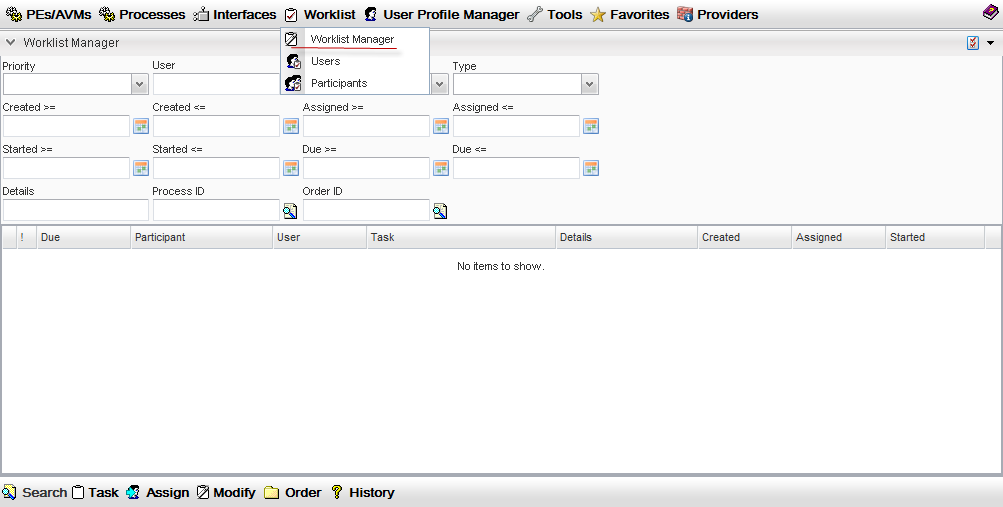 PEs/AVMs Processes Interfaces Worklist User Profile Manager Tools Favorites Providers
Worklist Manager
Worklist Manager
Users
Participants
Priority User Type
Created >= Created <= Assigned >= Assigned <=
Started >= Started <= Due >= Due <=
Details Process ID Order ID
! Due Participant User Task Details Created Assigned Started
No items to show.
Search Task Assign Modify Order ? History